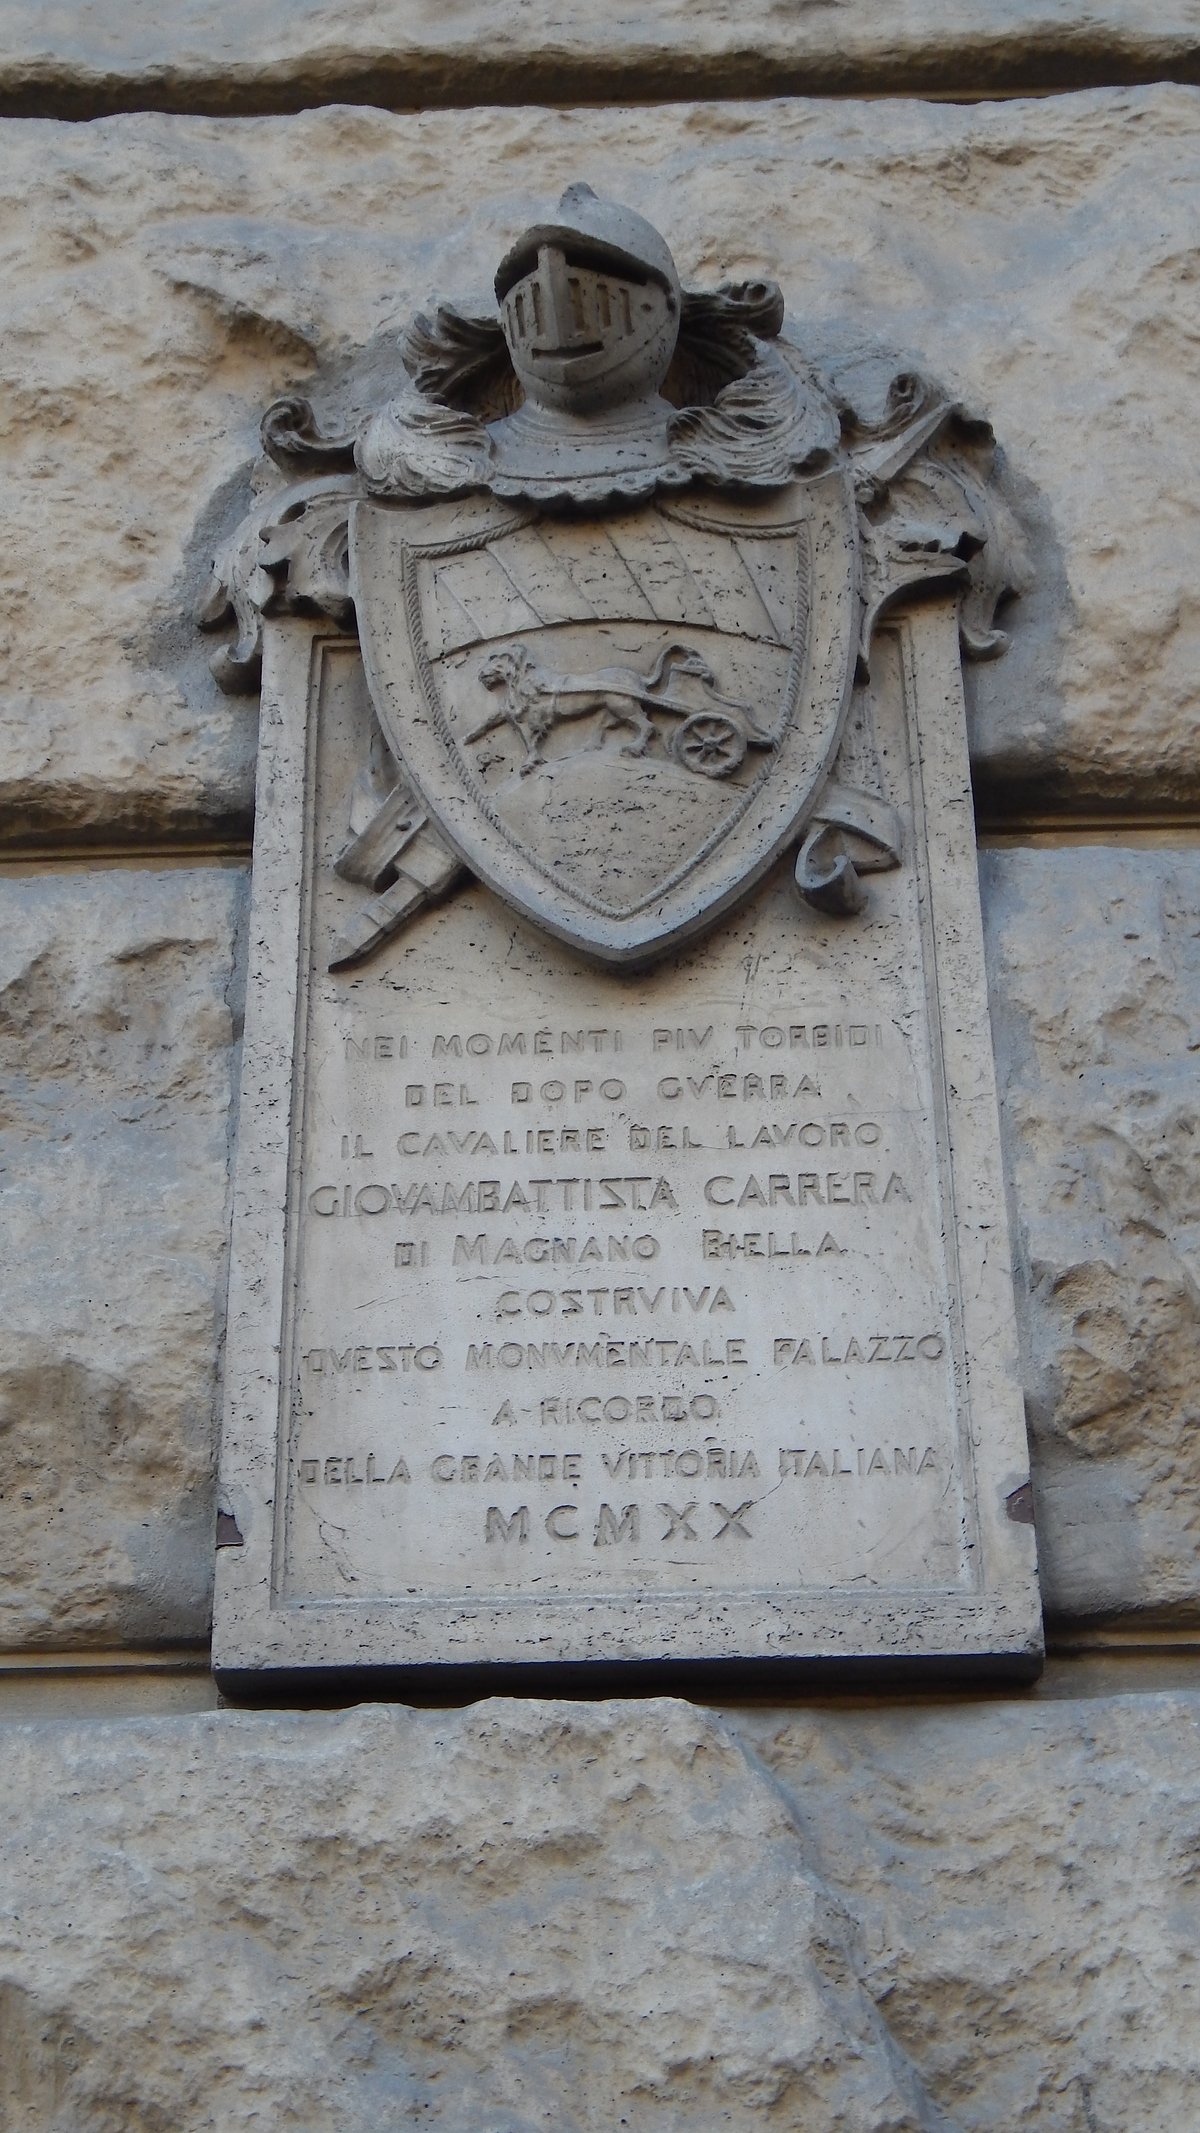 NEI MOMENTI PIV TORBIDI
DEL DOPO GVERRA
IL CAVALIERE DEL LAVORO
GIOVAMBATTISTA CARRERA
DI MAGNANO BIELLA
COSTRVIVA
QVESTO MONVMENTALE PALAZZO
A RICORDO
DELLA GRANDE VITTORIA ITALIANA
MCMXX